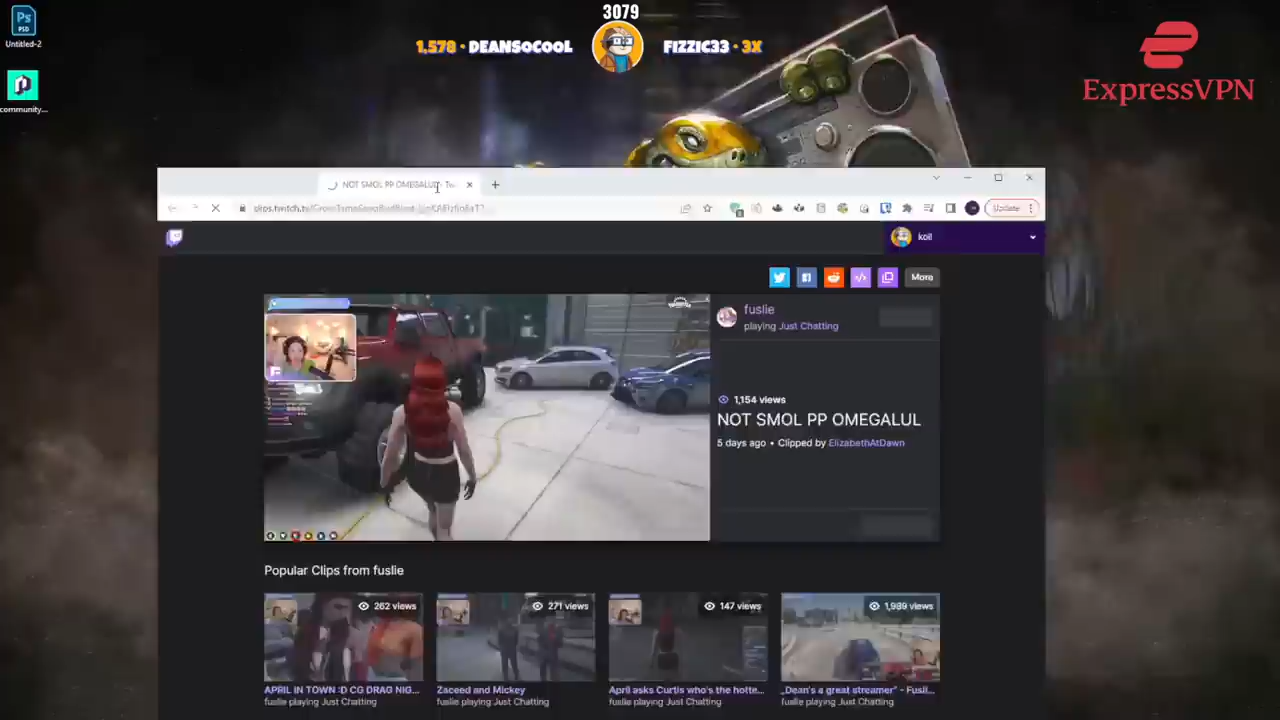 Untitled-2
community...
3079
1,578 · DEANSOCOOL
FIZZIC33 · 3X
ExpressVPN
NOT SMOL PP OMEGALUL - Tw
Update
koil
More
fuslie
playing Just Chatting
1,154 views
NOT SMOL PP OMEGALUL
5 days ago • Clipped by ElizabethAtDawn
Popular Clips from fuslie
262 views
271 views
147 views
1,989 views
APRIL IN TOWN :D CG DRAG NIG...
Zaceed and Mickey
April asks Curtis who's the hotte...
„Dean's a great streamer" - Fusli...
fuslie playing Just Chatting
fuslie playing Just Chatting
fuslie playing Just Chatting
fuslie playing Just Chatting